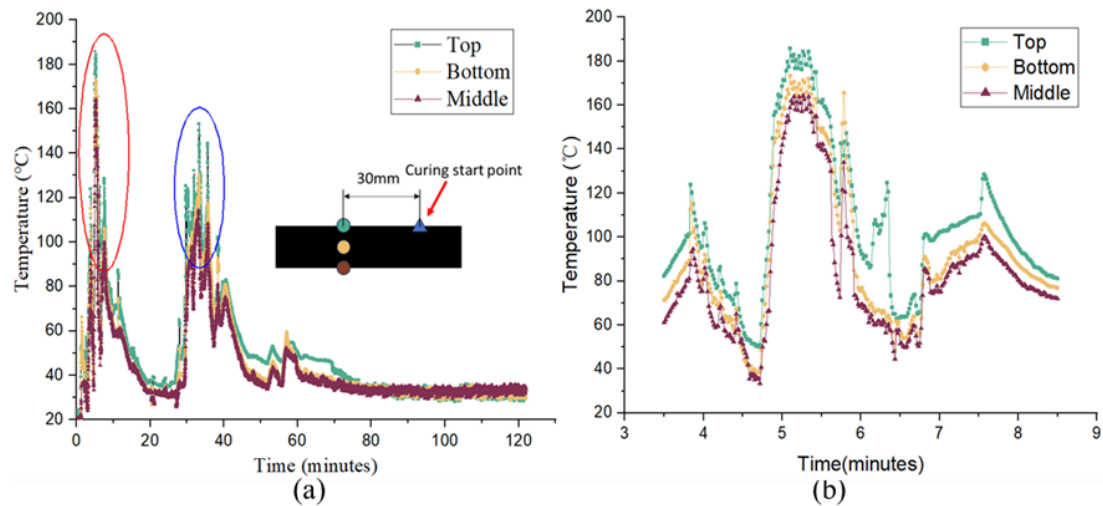 200
180
160
140
120
100
80
60
40
20
Temperature (°C)
0 20 40 60 80 100 120
Time (minutes)
Top
Bottom
Middle
30mm
Curing start point
(a)
200
180
160
140
120
100
80
60
40
20
Temperature (℃)
3 4 5 6 7 8 9
Time(minutes)
Top
Bottom
Middle
(b)